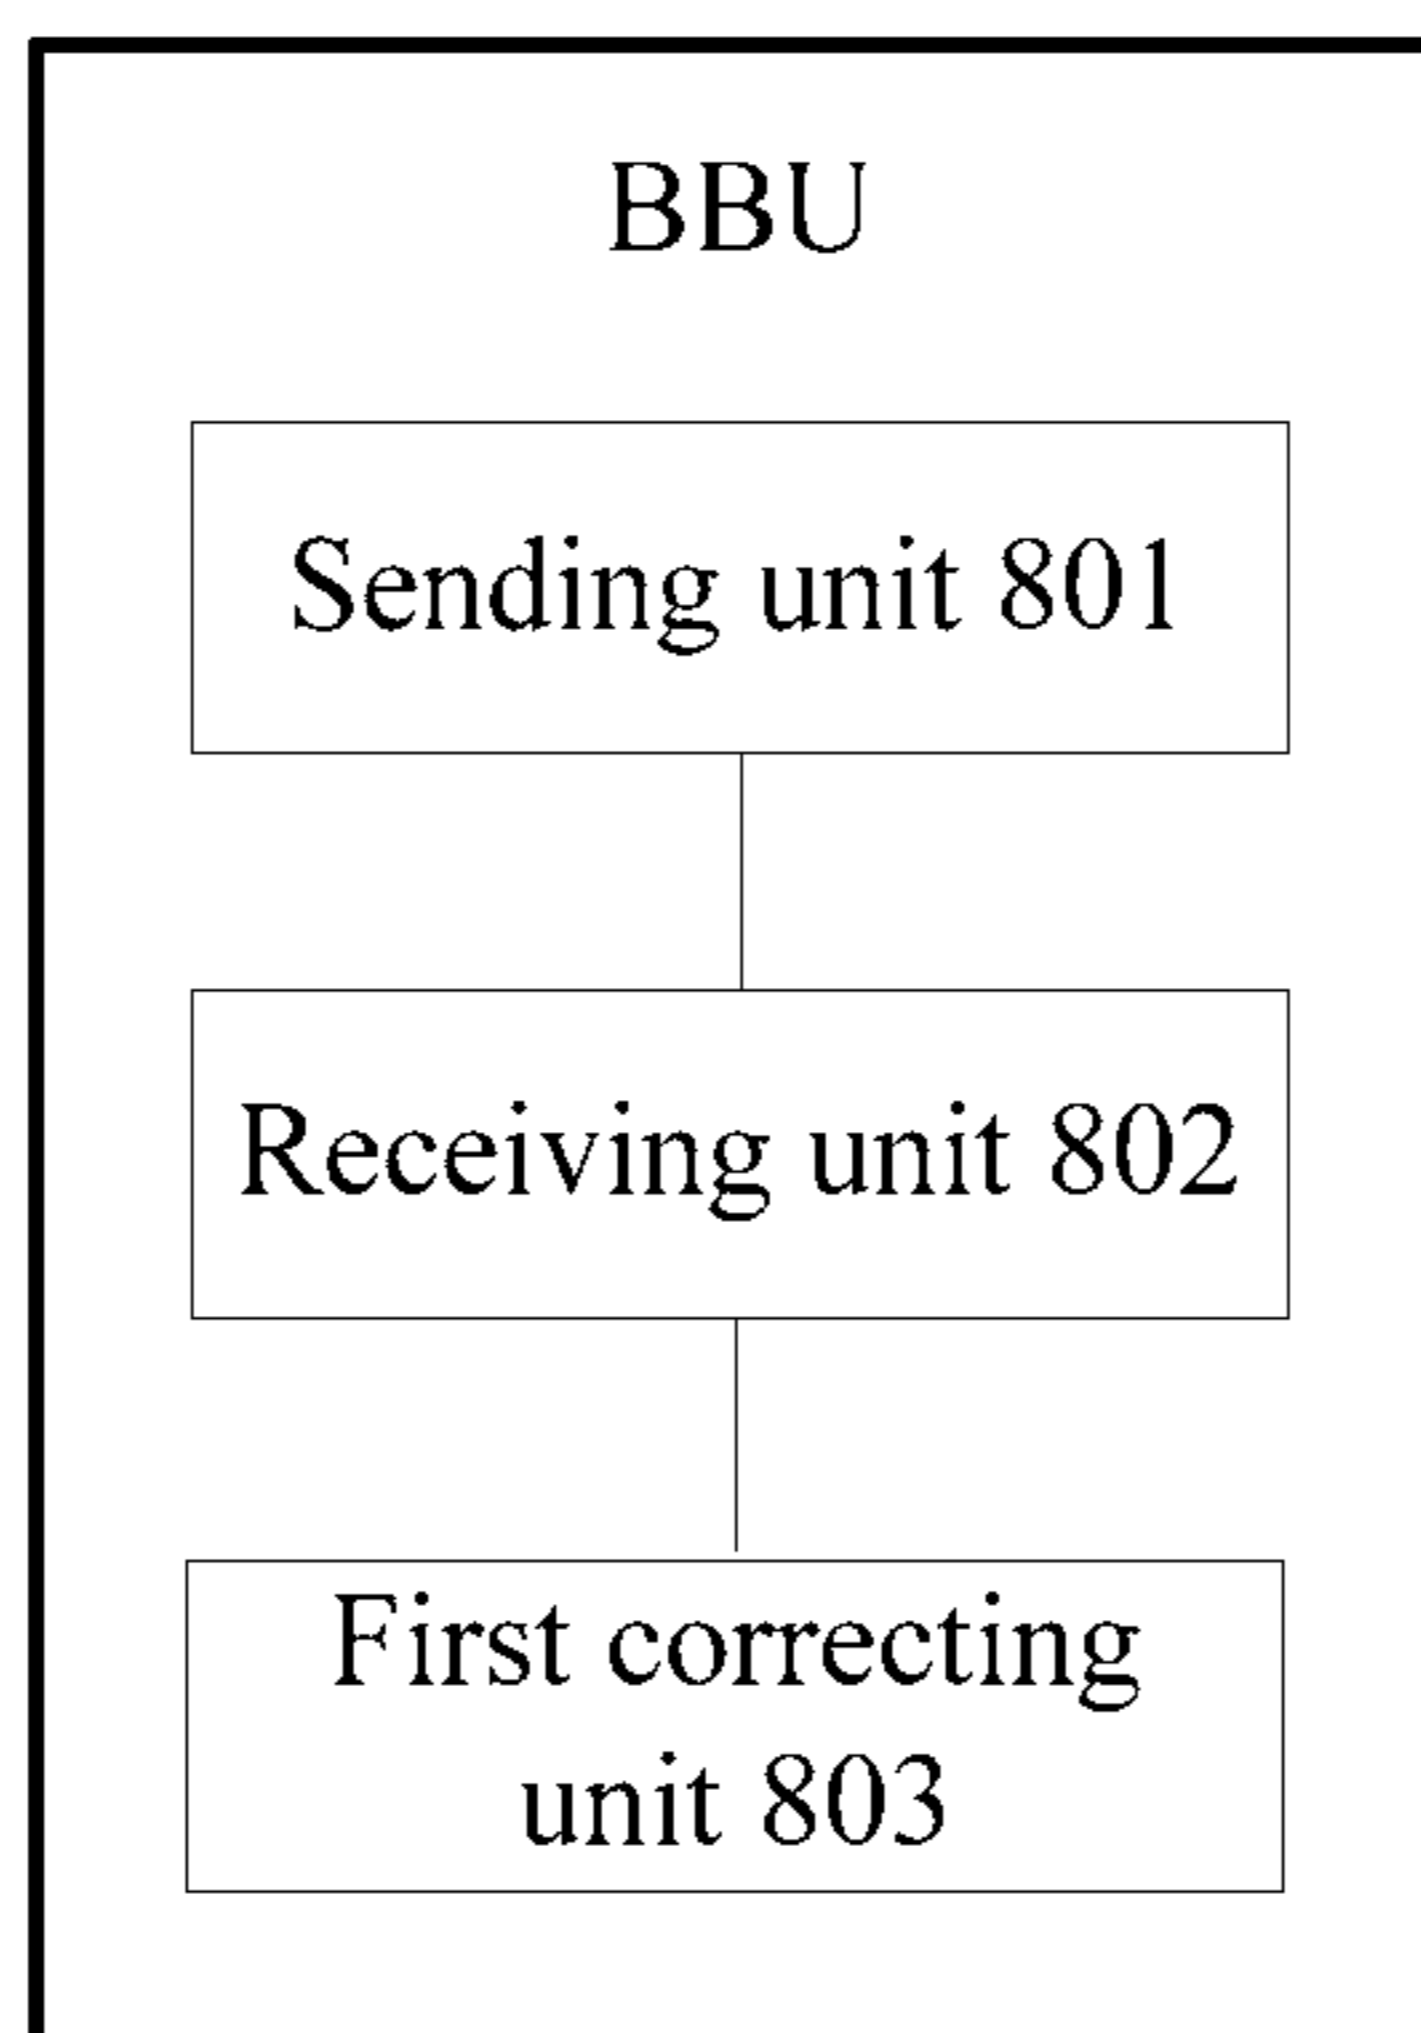 BBU
Sending unit 801
Receiving unit 802
First correcting
unit 803